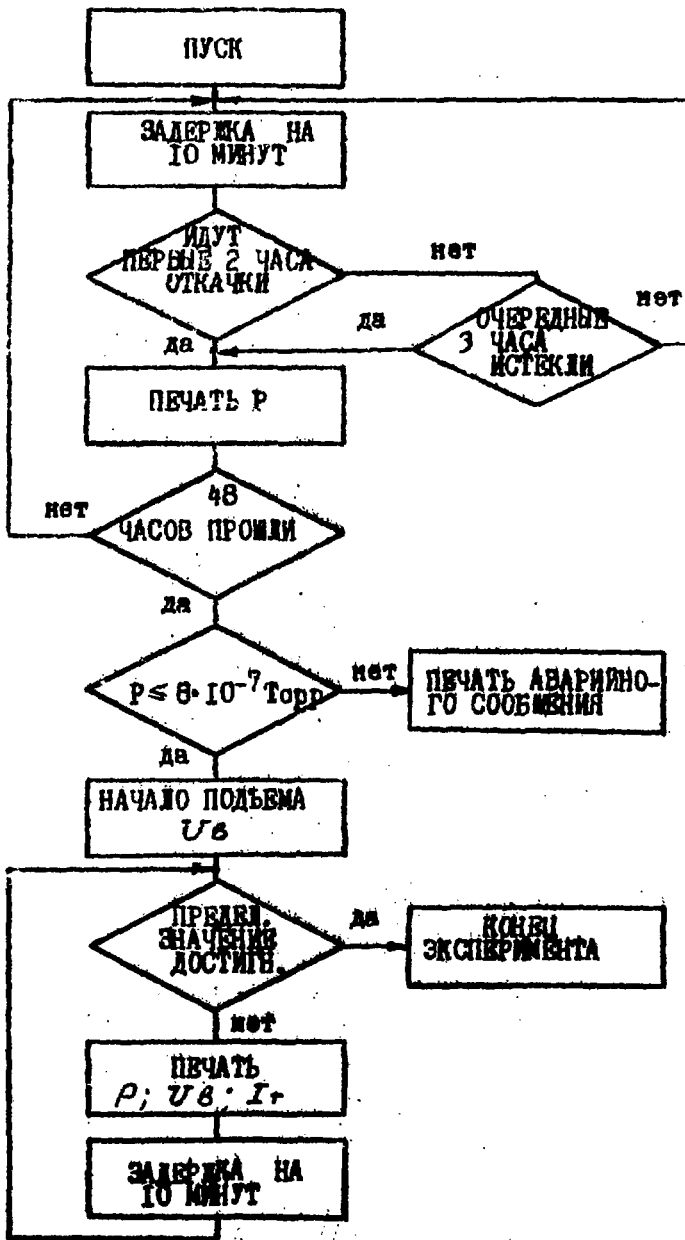 ПУСК
ЗАДЕРЖКА НА
10 МИНУТ
ИДУТ
ПЕРВЫЕ 2 ЧАСА
ОТКАЧКИ
нет
да
да
нет
ОЧЕРЕДНЫЕ
3 ЧАСА
ИСТЕКЛИ
ПЕЧАТЬ P
нет
48
ЧАСОВ ПРОШЛИ
да
P ≤ 8·10⁻⁷ Торр
нет
ПЕЧАТЬ АВАРИЙНО-
ГО СООБЩЕНИЯ
да
НАЧАЛО ПОДЪЕМА
Uв
ПРЕДЕЛ.
ЗНАЧЕНИЙ
ДОСТИГН.
да
КОНЕЦ
ЭКСПЕРИМЕНТА
нет
ПЕЧАТЬ
P; Uв; Iт
ЗАДЕРЖКА НА
10 МИНУТ